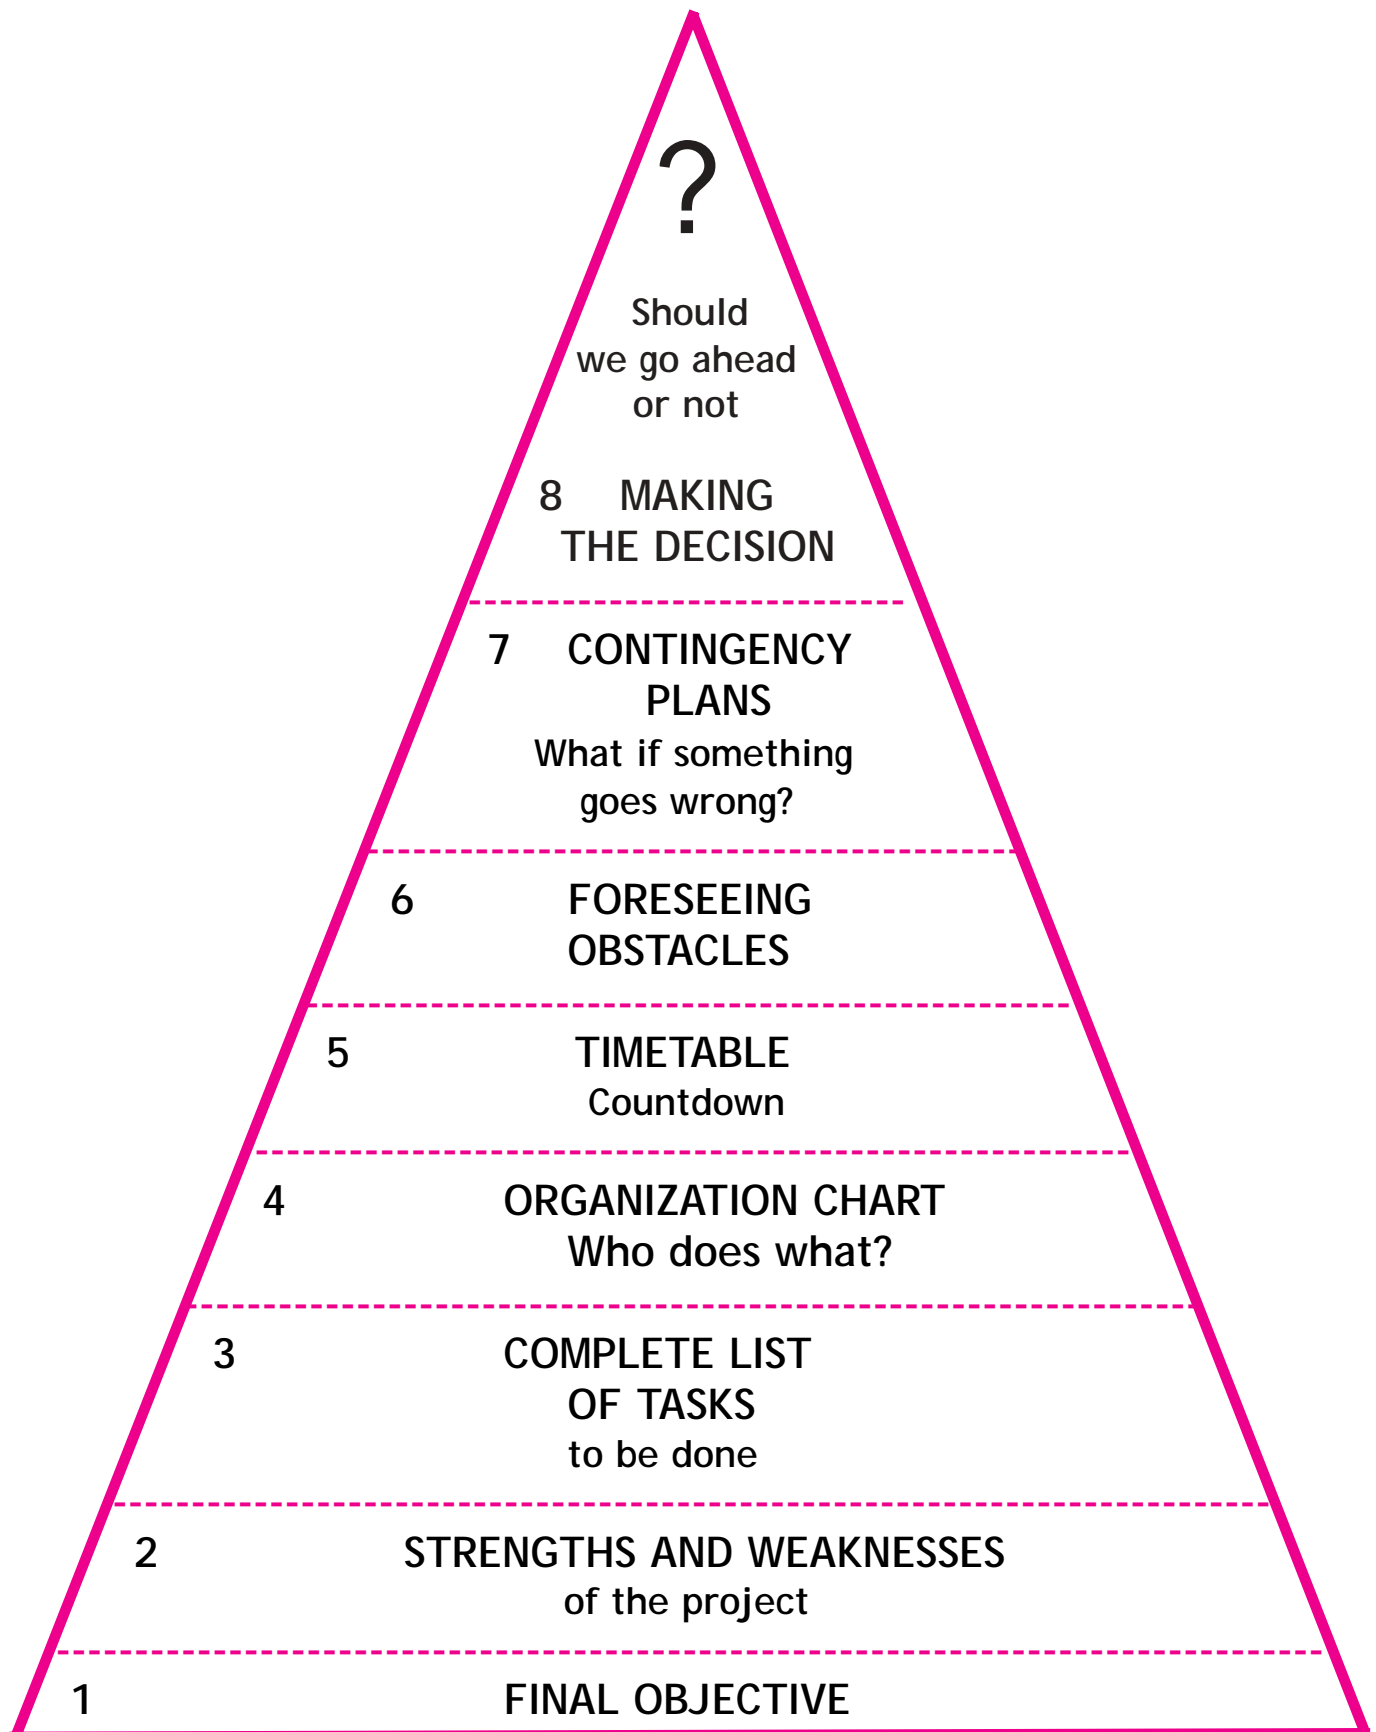 ?
Should
we go ahead
or not
8 MAKING
THE DECISION
7 CONTINGENCY
PLANS
What if something
goes wrong?
6 FORESEEING
OBSTACLES
5 TIMETABLE
Countdown
4 ORGANIZATION CHART
Who does what?
3 COMPLETE LIST
OF TASKS
to be done
2 STRENGTHS AND WEAKNESSES
of the project
1 FINAL OBJECTIVE